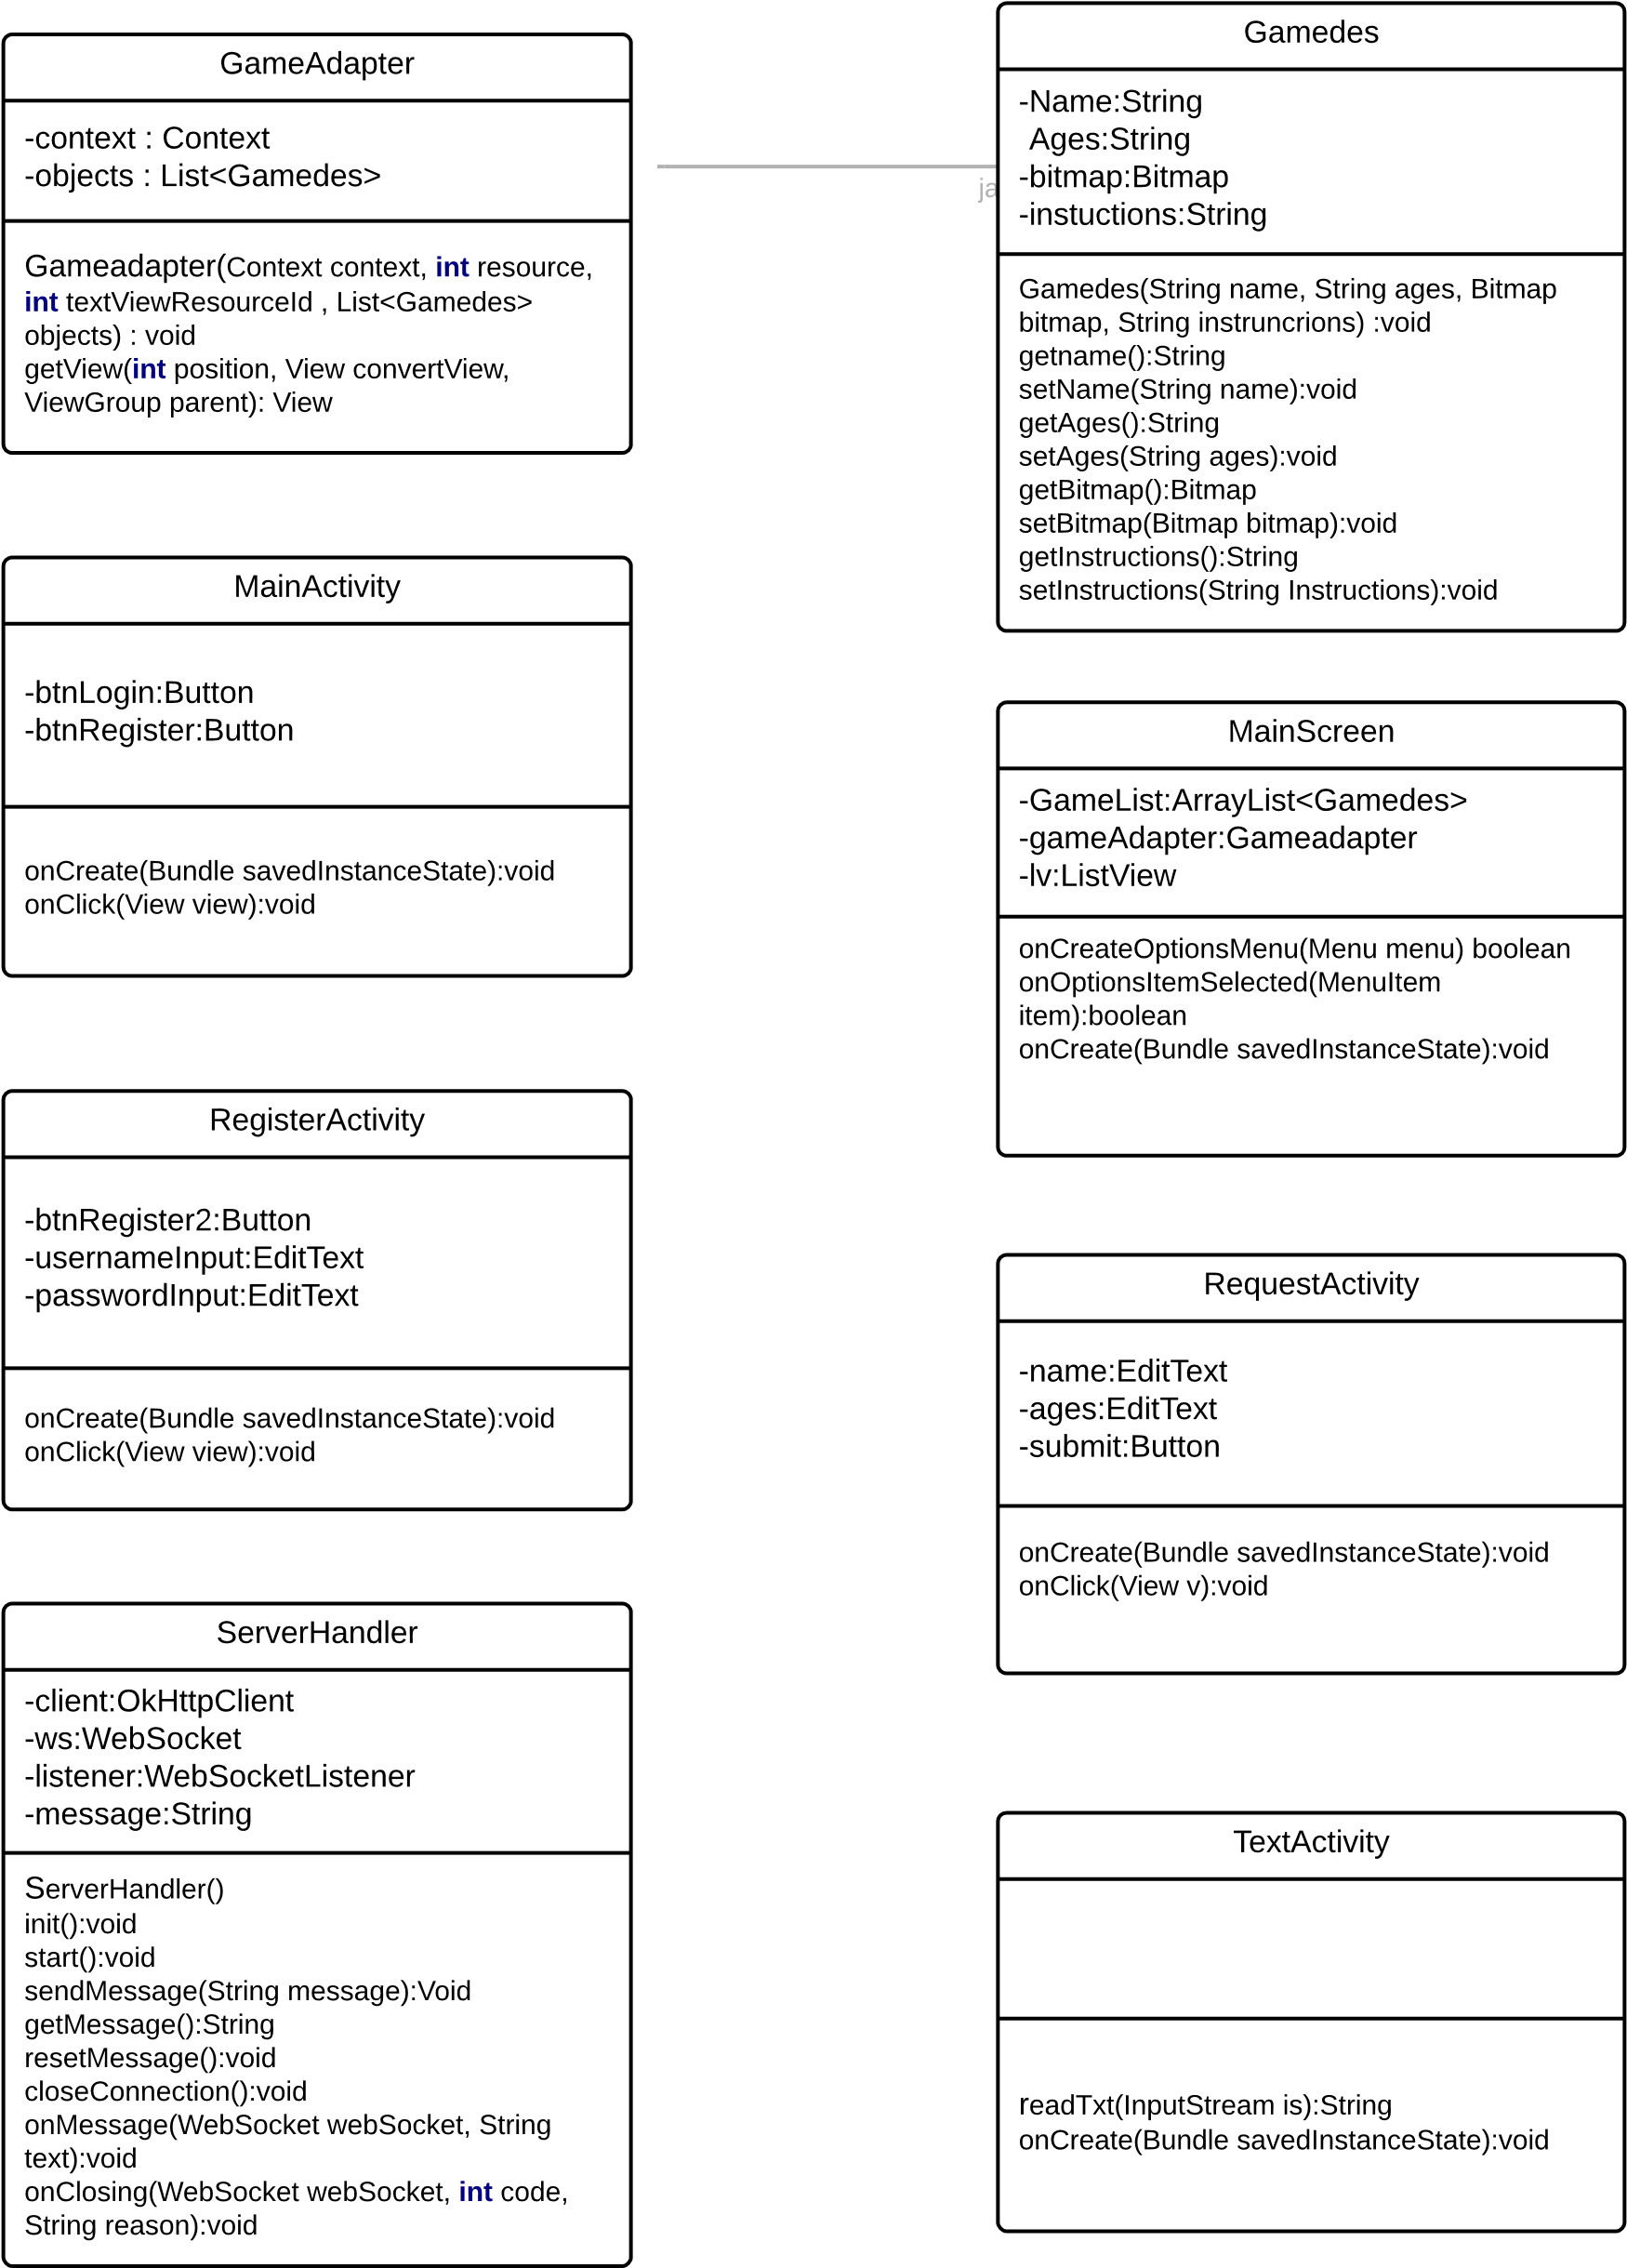 GameAdapter
-context : Context
-objects : List<Gamedes>
Gameadapter(Context context, int resource,
int textViewResourceId , List<Gamedes>
objects) : void
getView(int position, View convertView,
ViewGroup parent): View
Gamedes
-Name:String
Ages:String
-bitmap:Bitmap
-instuctions:String
Gamedes(String name, String ages, Bitmap
bitmap, String instruncrions) :void
getname():String
setName(String name):void
getAges():String
setAges(String ages):void
getBitmap():Bitmap
setBitmap(Bitmap bitmap):void
getInstructions():String
setInstructions(String Instructions):void
ja
MainActivity
-btnLogin:Button
-btnRegister:Button
onCreate(Bundle savedInstanceState):void
onClick(View view):void
MainScreen
-GameList:ArrayList<Gamedes>
-gameAdapter:Gameadapter
-lv:ListView
onCreateOptionsMenu(Menu menu) boolean
onOptionsItemSelected(MenuItem
item):boolean
onCreate(Bundle savedInstanceState):void
RegisterActivity
-btnRegister2:Button
-usernameInput:EditText
-passwordInput:EditText
onCreate(Bundle savedInstanceState):void
onClick(View view):void
RequestActivity
-name:EditText
-ages:EditText
-submit:Button
onCreate(Bundle savedInstanceState):void
onClick(View v):void
ServerHandler
-client:OkHttpClient
-ws:WebSocket
-listener:WebSocketListener
-message:String
ServerHandler()
init():void
start():void
sendMessage(String message):Void
getMessage():String
resetMessage():void
closeConnection():void
onMessage(WebSocket webSocket, String
text):void
onClosing(WebSocket webSocket, int code,
String reason):void
TextActivity
readTxt(InputStream is):String
onCreate(Bundle savedInstanceState):void